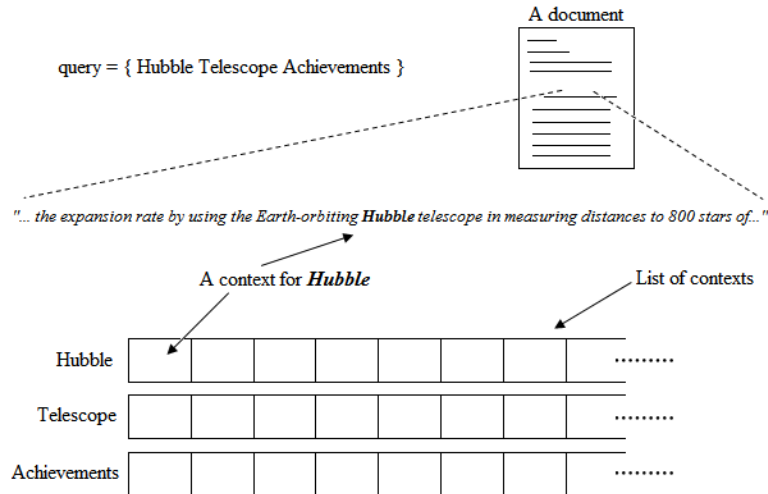 A document
query = { Hubble Telescope Achievements }
"... the expansion rate by using the Earth-orbiting Hubble telescope in measuring distances to 800 stars of..."
A context for Hubble
List of contexts
Hubble
.........
Telescope
.........
Achievements
.........